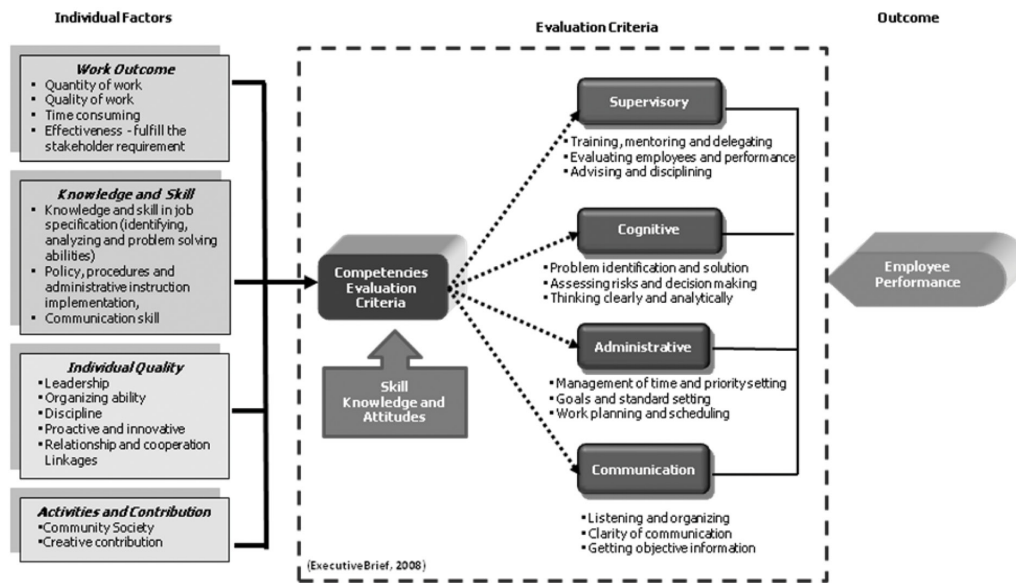 Individual Factors
Evaluation Criteria
Outcome
Work Outcome
▪ Quantity of work
▪ Quality of work
▪ Time consuming
▪ Effectiveness - fulfill the
stakeholder requirement
Knowledge and Skill
▪ Knowledge and skill in job
specification (identifying,
analyzing and problem solving
abilities)
▪ Policy, procedures and
administrative instruction
implementation,
▪ Communication skill
Individual Quality
▪Leadership
▪Organizing ability
▪Discipline
▪Proactive and innovative
▪Relationship and cooperation
Linkages
Activities and Contribution
▪Community Society
▪Creative contribution
Competencies
Evaluation
Criteria
Skill
Knowledge and
Attitudes
Supervisory
▪Training, mentoring and delegating
▪Evaluating employees and performance
▪Advising and disciplining
Cognitive
▪Problem identification and solution
▪Assessing risks and decision making
▪Thinking clearly and analytically
Administrative
▪Management of time and priority setting
▪Goals and standard setting
▪Work planning and scheduling
Communication
▪Listening and organizing
▪Clarity of communication
▪Getting objective information
(ExecutiveBrief, 2008)
Employee
Performance